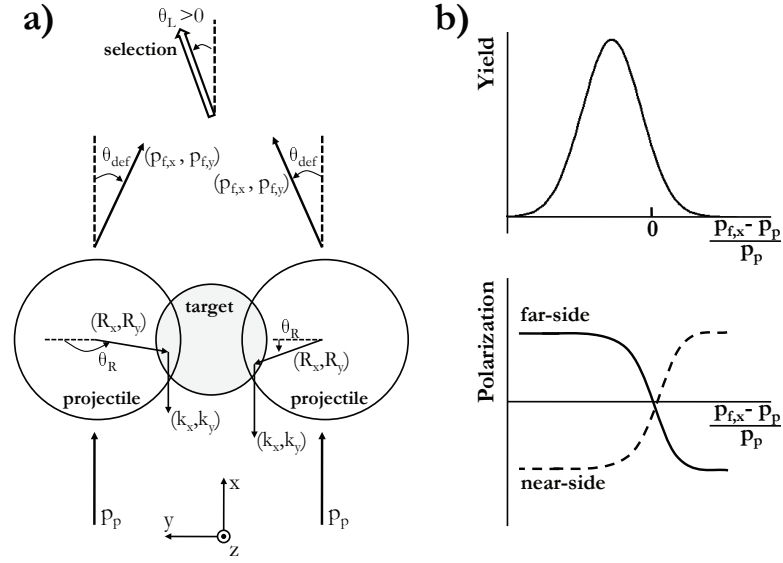 a)
θL >0
selection
θdef
(pf,x , pf,y)
(pf,x , pf,y)
θdef
target
(Rx,Ry)
θR
θR
(Rx,Ry)
projectile
projectile
(kx,ky)
(kx,ky)
pp
pp
x
y
z
b)
Yield
0
pf,x- pp
pp
Polarization
far-side
pf,x- pp
pp
near-side